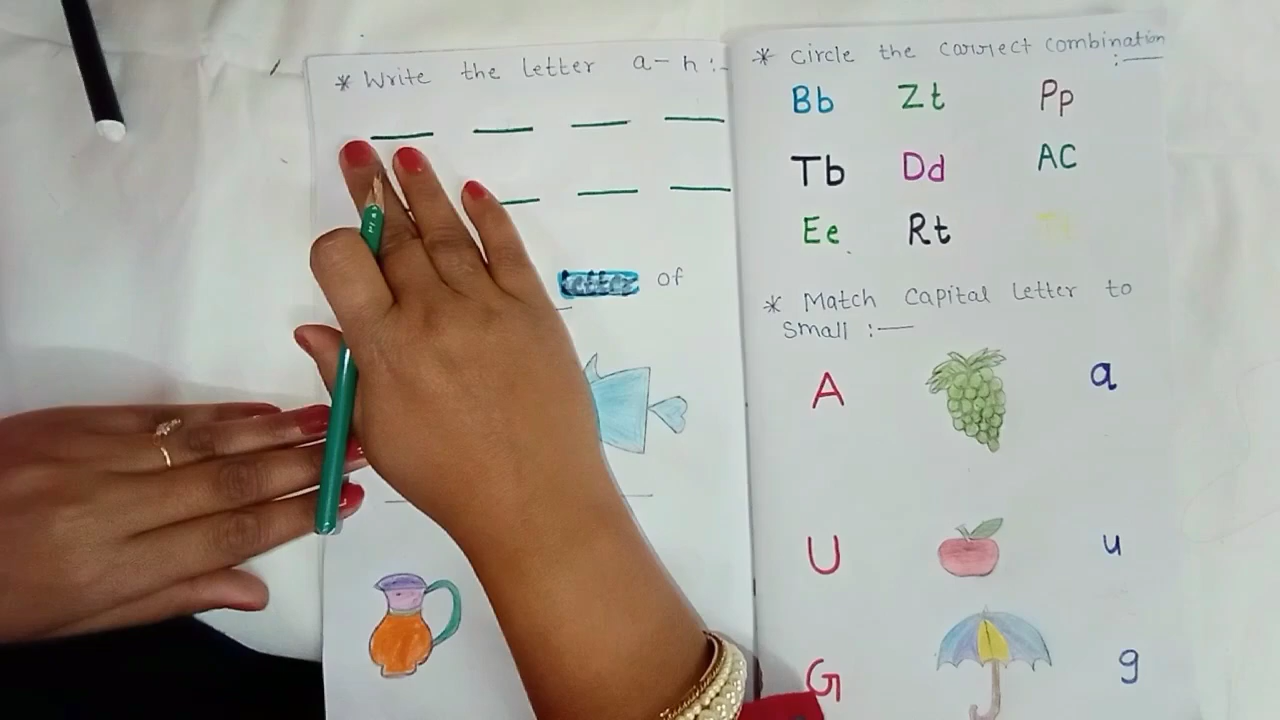 * Write the letter a-h :-
of
* Circle the correct combination :-
Bb Zt Pp
Tb Dd AC
Ee Rt
* Match Capital letter to
small :-
A a
U u
G g